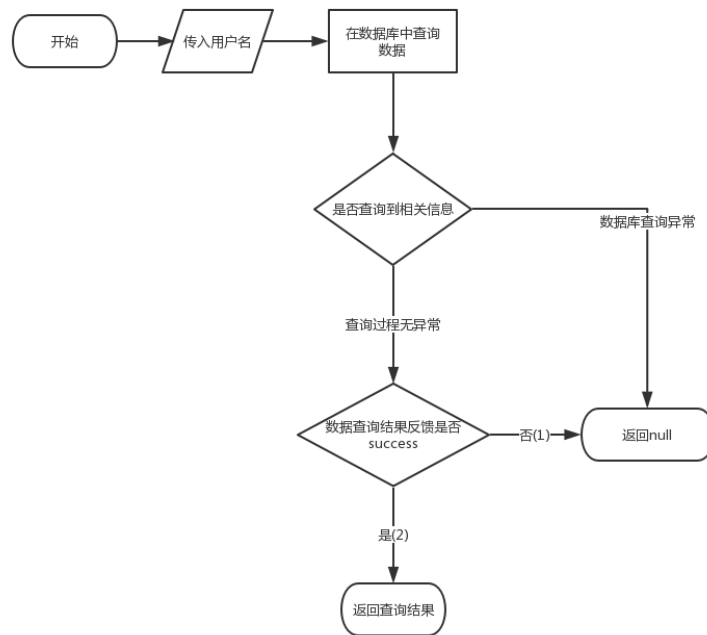 开始
传入用户名
在数据库中查询
数据
是否查询到相关信息
数据库查询异常
查询过程无异常
数据查询结果反馈是否
success
否(1)
返回null
是(2)
返回查询结果